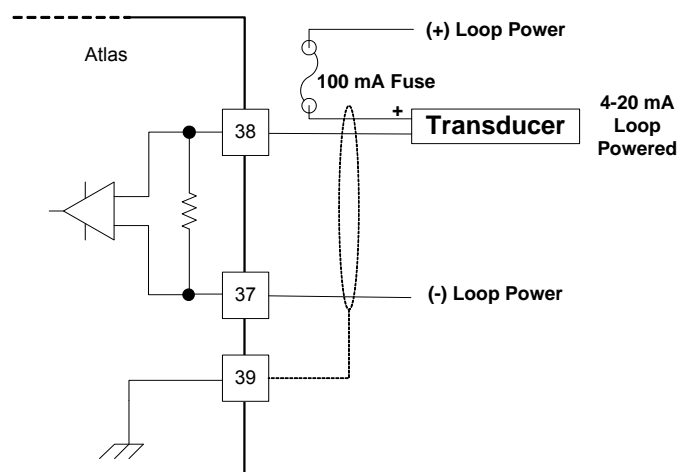 Atlas
(+) Loop Power
100 mA Fuse
38
+
Transducer
4-20 mA
Loop
Powered
37
(-) Loop Power
39